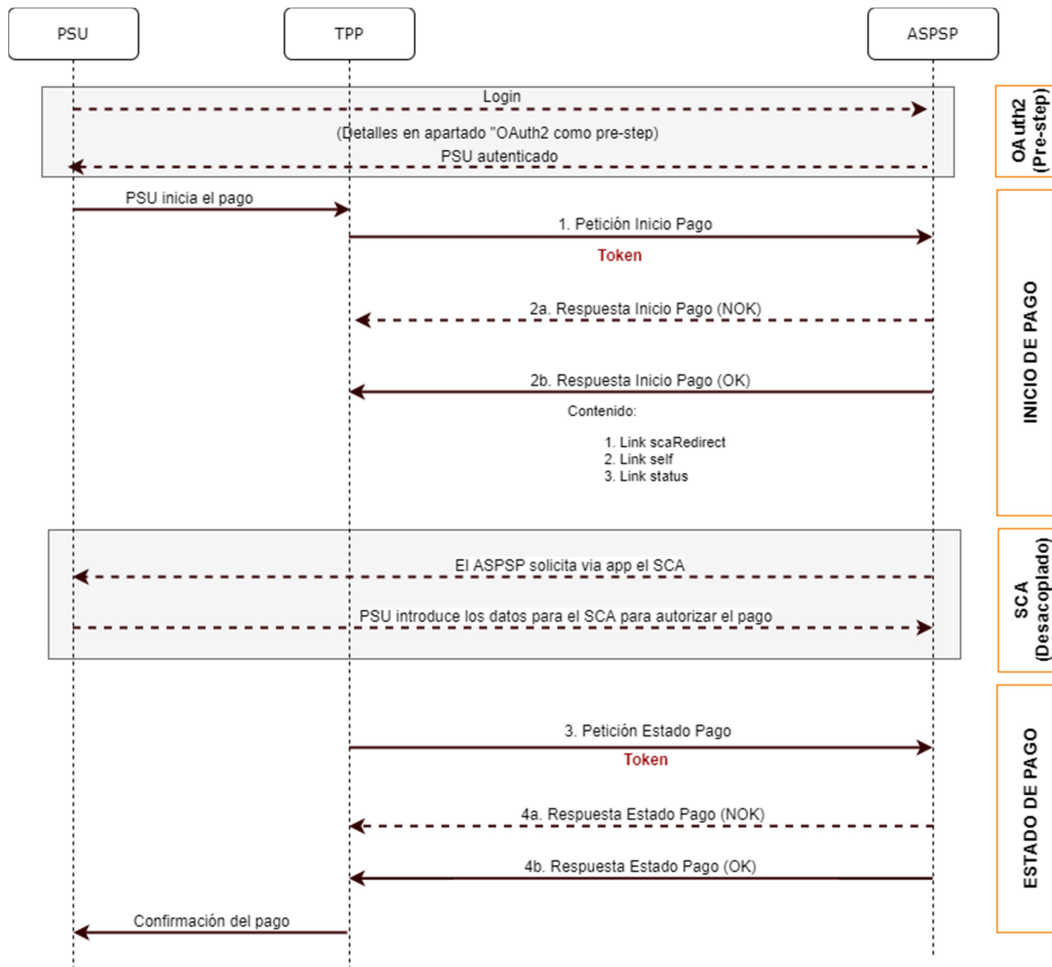 PSU
TPP
ASPSP
Login
(Detalles en apartado "OAuth2 como pre-step)
PSU autenticado
OAuth2
(Pre-step)
PSU inicia el pago
1. Petición Inicio Pago
Token
2a. Respuesta Inicio Pago (NOK)
2b. Respuesta Inicio Pago (OK)
Contenido:
1. Link scaRedirect
2. Link self
3. Link status
INICIO DE PAGO
El ASPSP solicita via app el SCA
PSU introduce los datos para el SCA para autorizar el pago
SCA
(Desacoplado)
3. Petición Estado Pago
Token
4a. Respuesta Estado Pago (NOK)
4b. Respuesta Estado Pago (OK)
Confirmación del pago
ESTADO DE PAGO